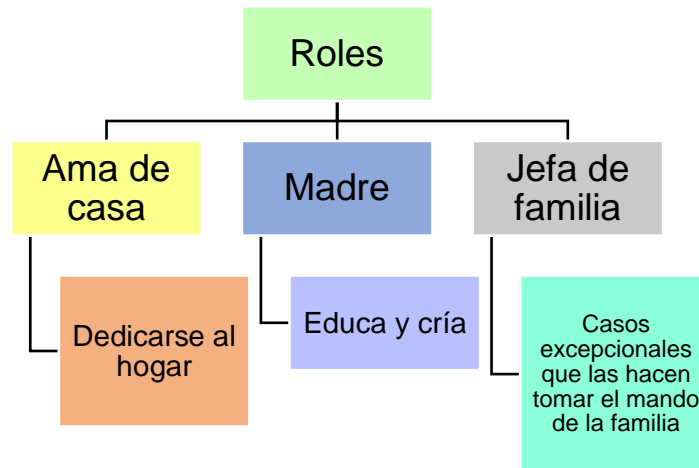 Roles
Ama de
casa
Madre
Jefa de
familia
Dedicarse al
hogar
Educa y cría
Casos
excepcionales
que las hacen
tomar el mando
de la familia